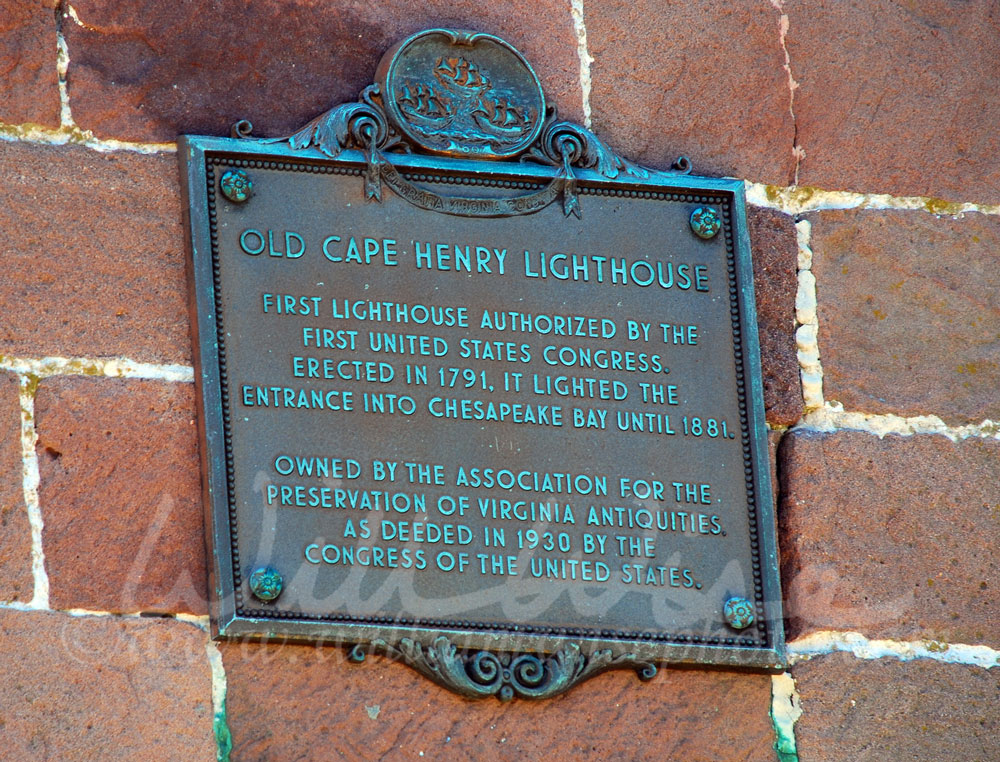 VIRGINIA
OLD CAPE HENRY LIGHTHOUSE
FIRST LIGHTHOUSE AUTHORIZED BY THE
FIRST UNITED STATES CONGRESS.
ERECTED IN 1791, IT LIGHTED THE
ENTRANCE INTO CHESAPEAKE BAY UNTIL 1881.
OWNED BY THE ASSOCIATION FOR THE
PRESERVATION OF VIRGINIA ANTIQUITIES.
AS DEEDED IN 1930 BY THE
CONGRESS OF THE UNITED STATES.